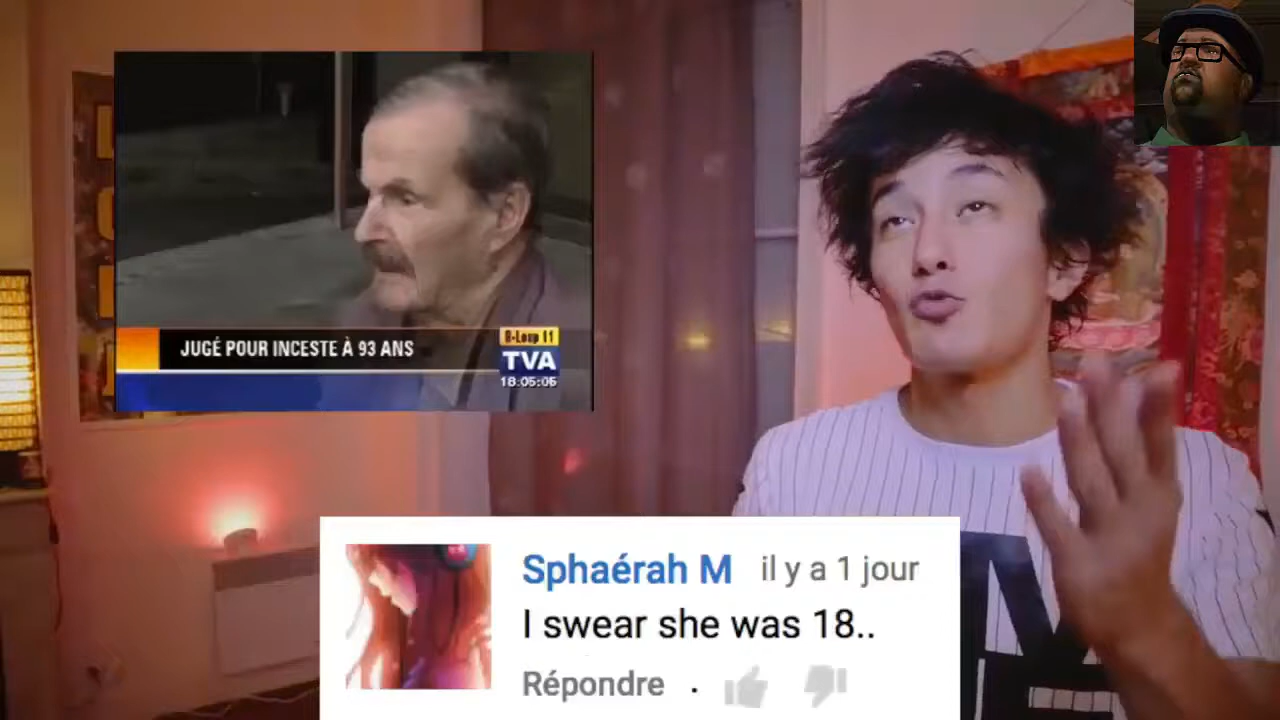 JUGÉ POUR INCESTE À 93 ANS
TVA
18:05:06
Sphaérah M il y a 1 jour
I swear she was 18..
Répondre .